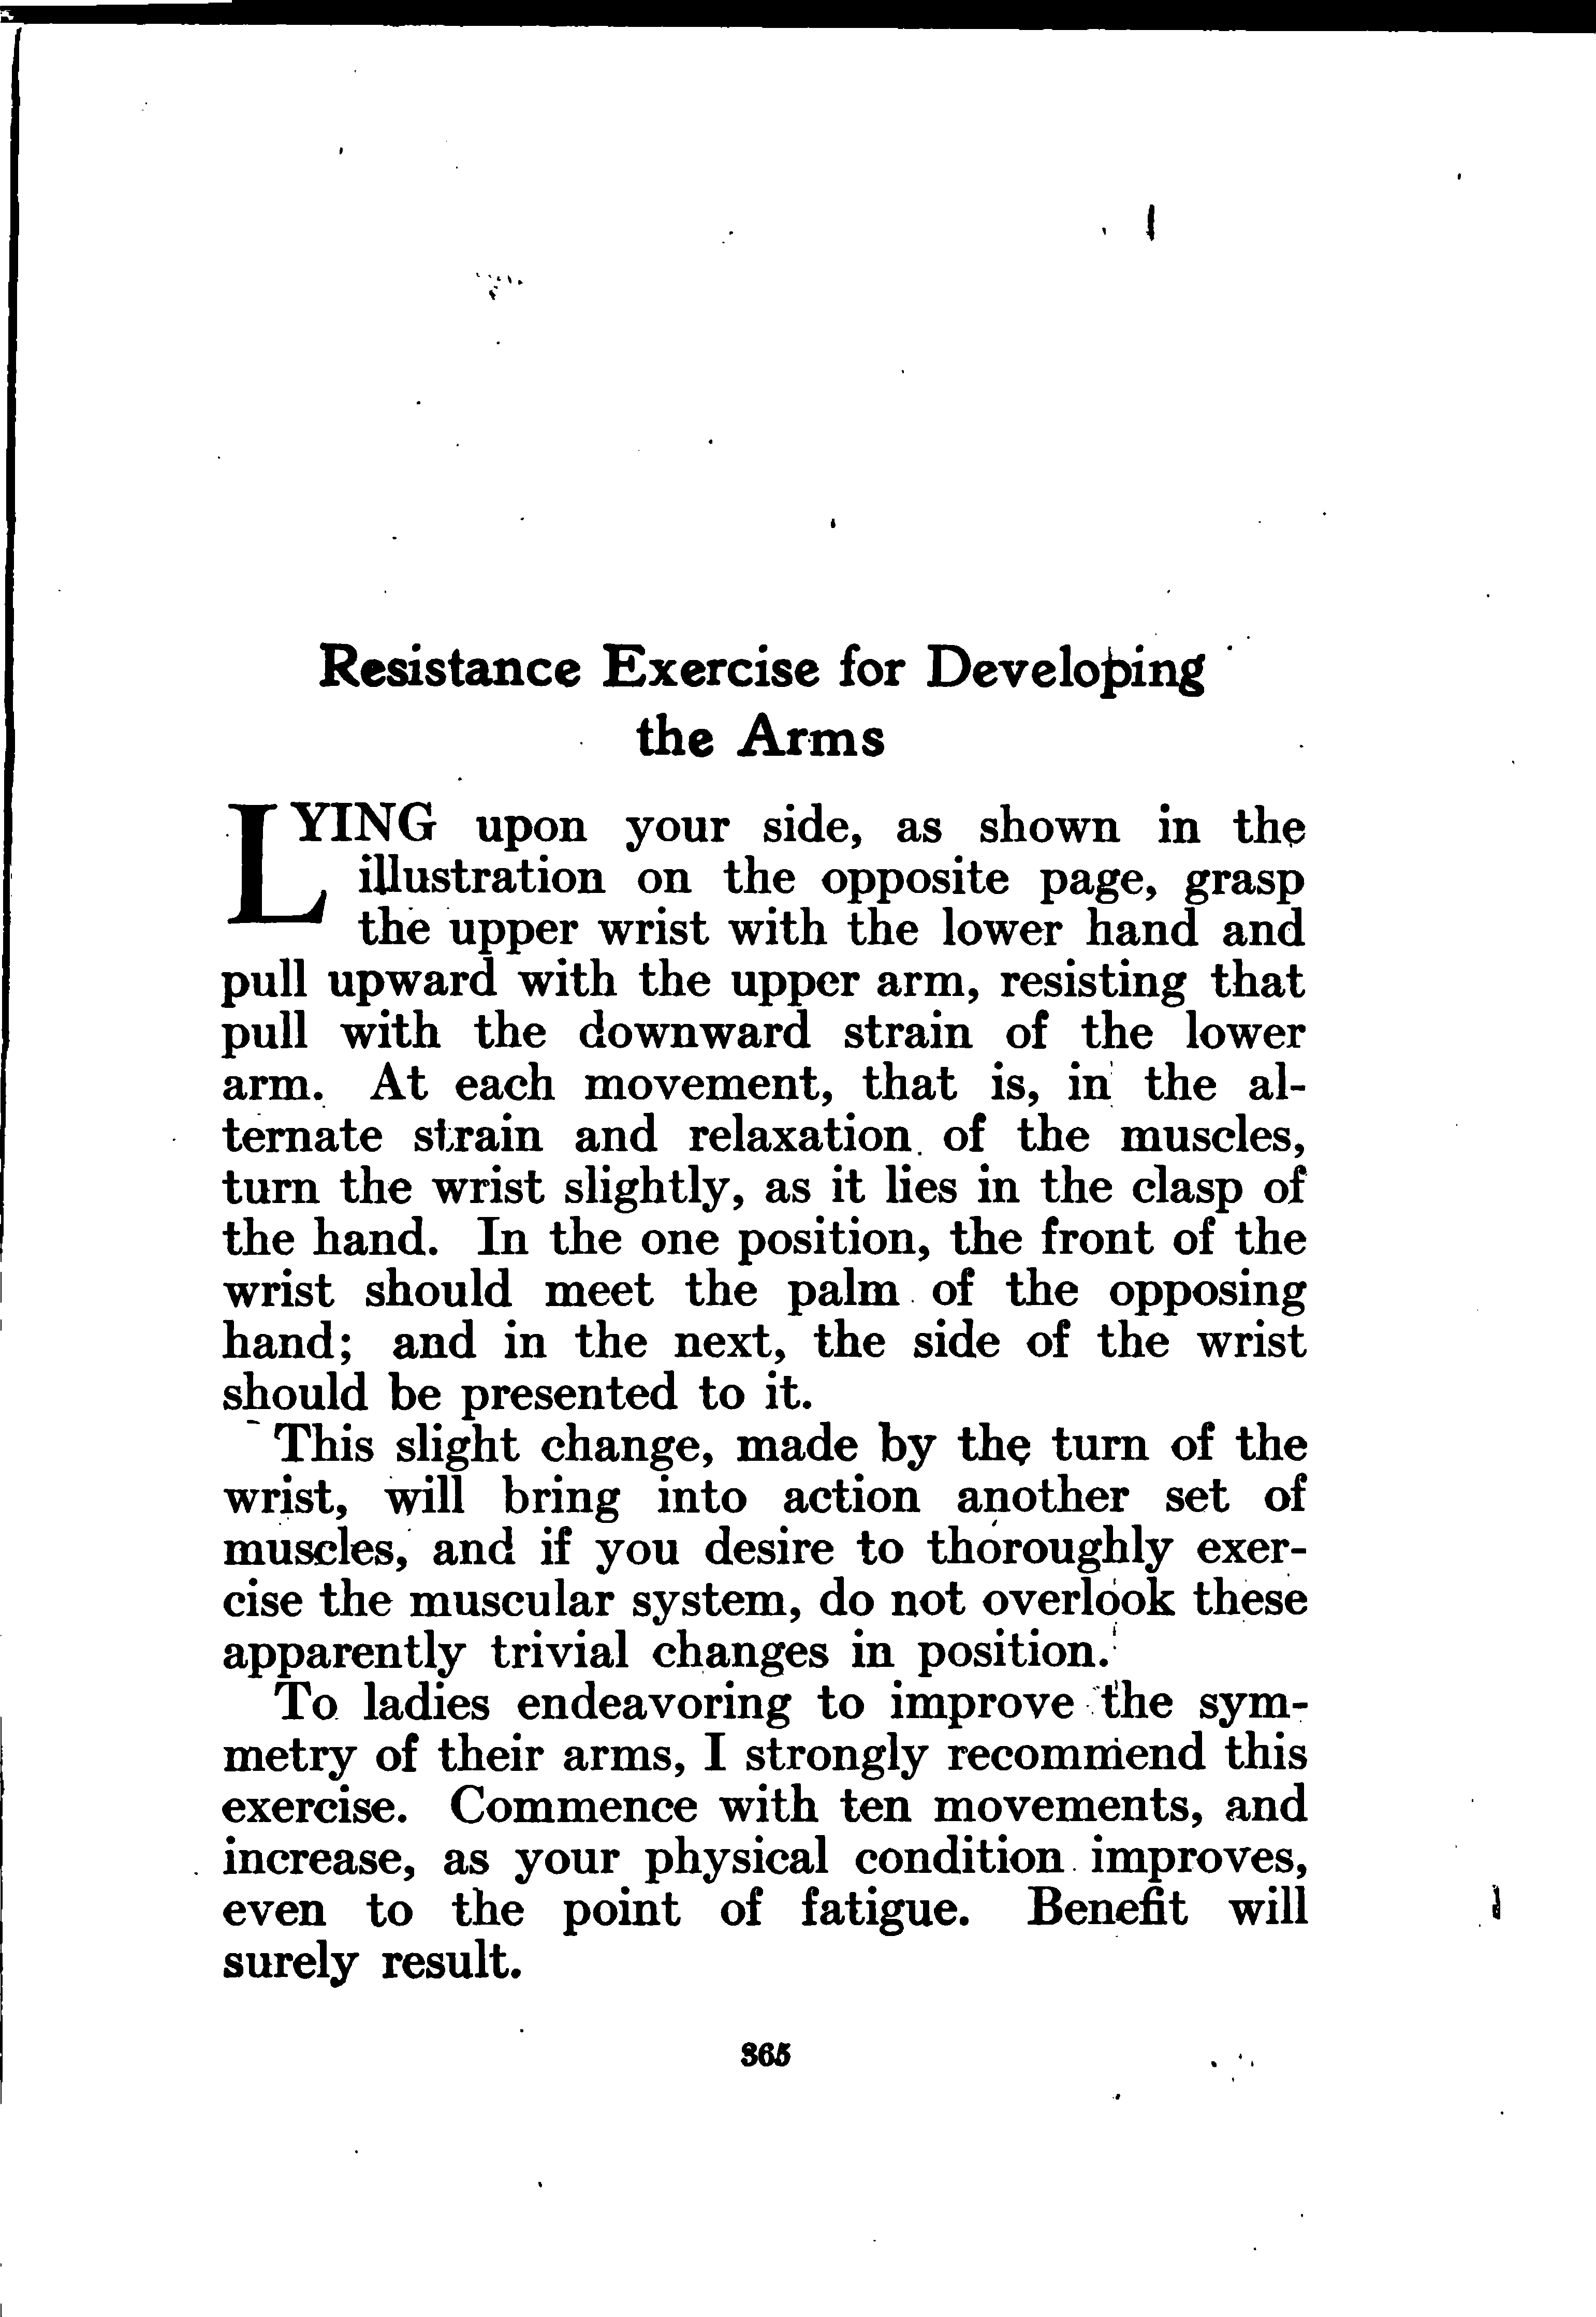 Resistance Exercise for Developing
the Arms
LYING upon your side, as shown in the
illustration on the opposite page, grasp
the upper wrist with the lower hand and
pull upward with the upper arm, resisting that
pull with the downward strain of the lower
arm. At each movement, that is, in the al-
ternate strain and relaxation of the muscles,
turn the wrist slightly, as it lies in the clasp of
the hand. In the one position, the front of the
wrist should meet the palm of the opposing
hand; and in the next, the side of the wrist
should be presented to it.
This slight change, made by the turn of the
wrist, will bring into action another set of
muscles, and if you desire to thoroughly exer-
cise the muscular system, do not overlook these
apparently trivial changes in position.
To ladies endeavoring to improve the sym-
metry of their arms, I strongly recommend this
exercise. Commence with ten movements, and
increase, as your physical condition improves,
even to the point of fatigue. Benefit will
surely result.
365